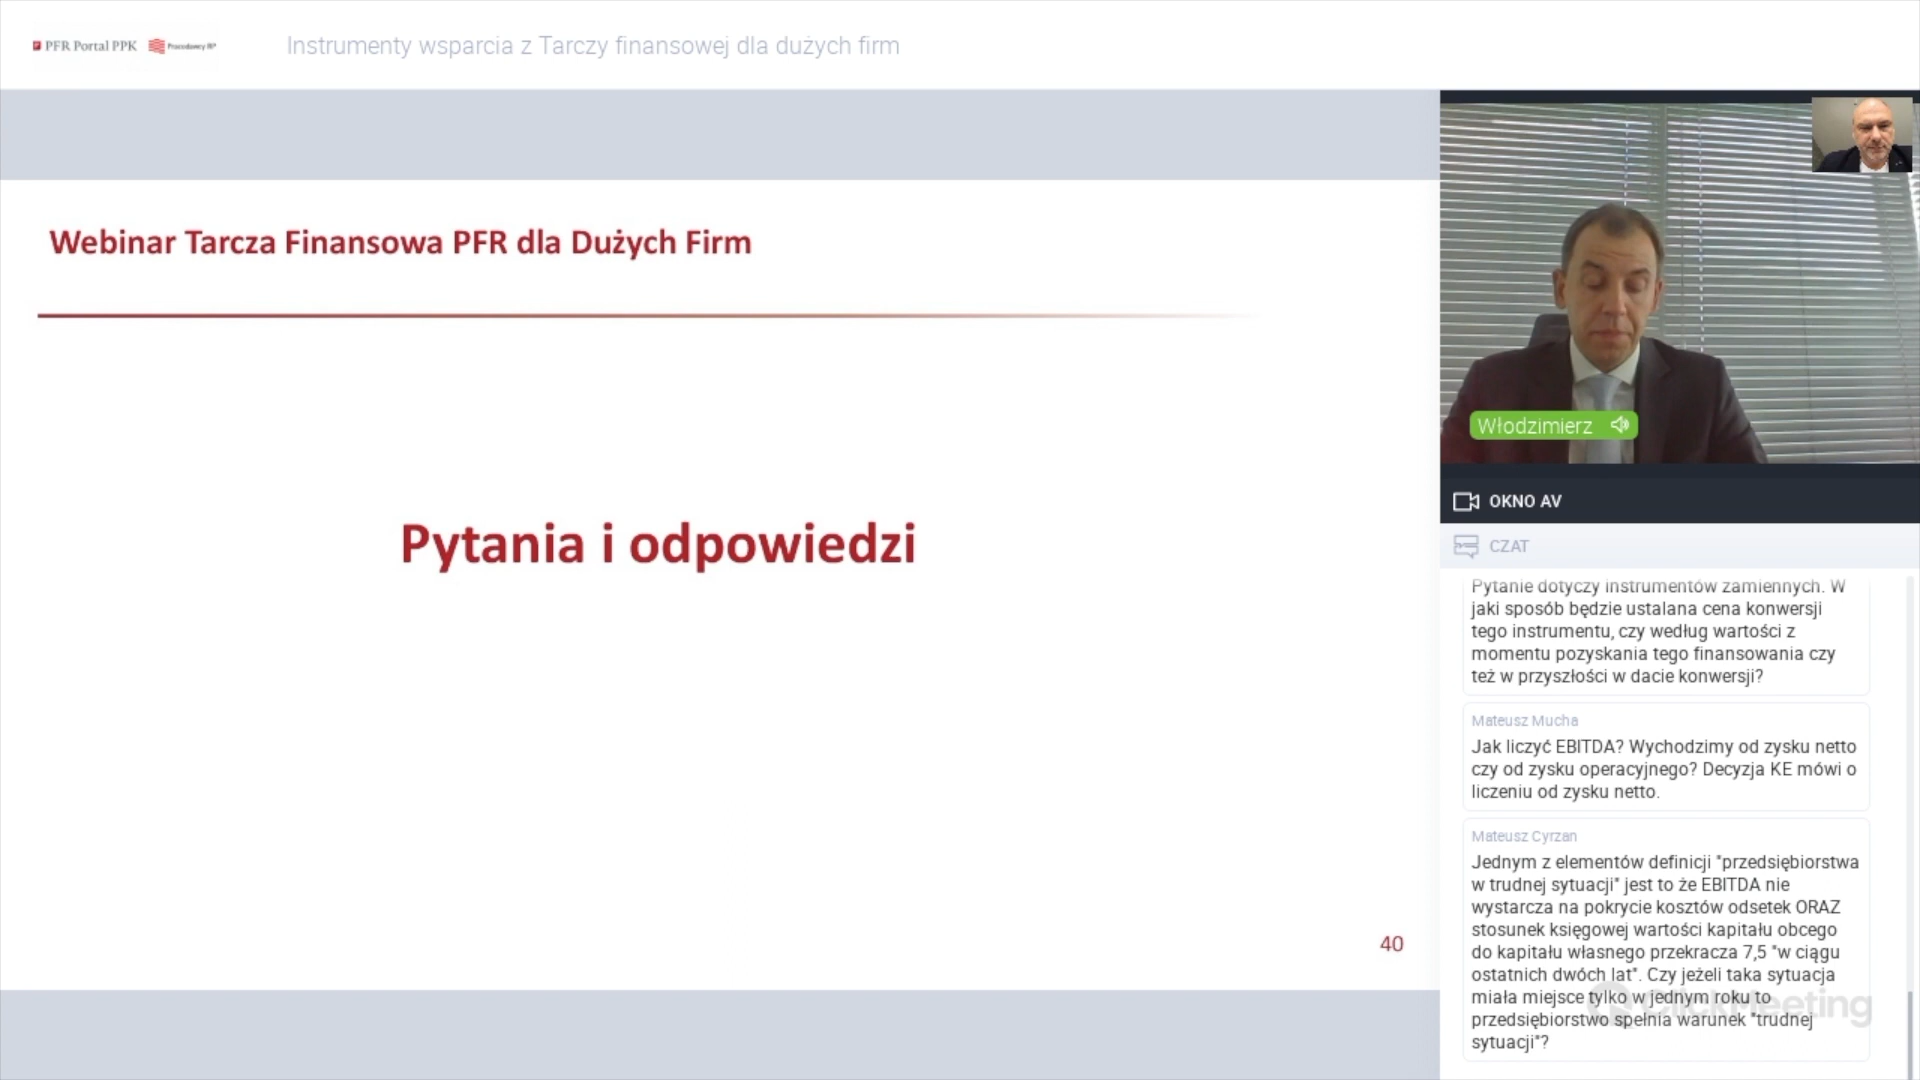 PFR Portal PPK Pracodawcy RP
Instrumenty wsparcia z Tarczy finansowej dla dużych firm
Webinar Tarcza Finansowa PFR dla Dużych Firm
Pytania i odpowiedzi
40
Włodzimierz
OKNO AV
CZAT
Pytanie dotyczy instrumentów zamiennych. W
jaki sposób będzie ustalana cena konwersji
tego instrumentu, czy według wartości z
momentu pozyskania tego finansowania czy
też w przyszłości w dacie konwersji?
Mateusz Mucha
Jak liczyć EBITDA? Wychodzimy od zysku netto
czy od zysku operacyjnego? Decyzja KE mówi o
liczeniu od zysku netto.
Mateusz Cyrzan
Jednym z elementów definicji "przedsiębiorstwa
w trudnej sytuacji" jest to że EBITDA nie
wystarcza na pokrycie kosztów odsetek ORAZ
stosunek księgowej wartości kapitału obcego
do kapitału własnego przekracza 7,5 "w ciągu
ostatnich dwóch lat". Czy jeżeli taka sytuacja
miała miejsce tylko w jednym roku to
przedsiębiorstwo spełnia warunek "trudnej
sytuacji"?
ClickMeeting